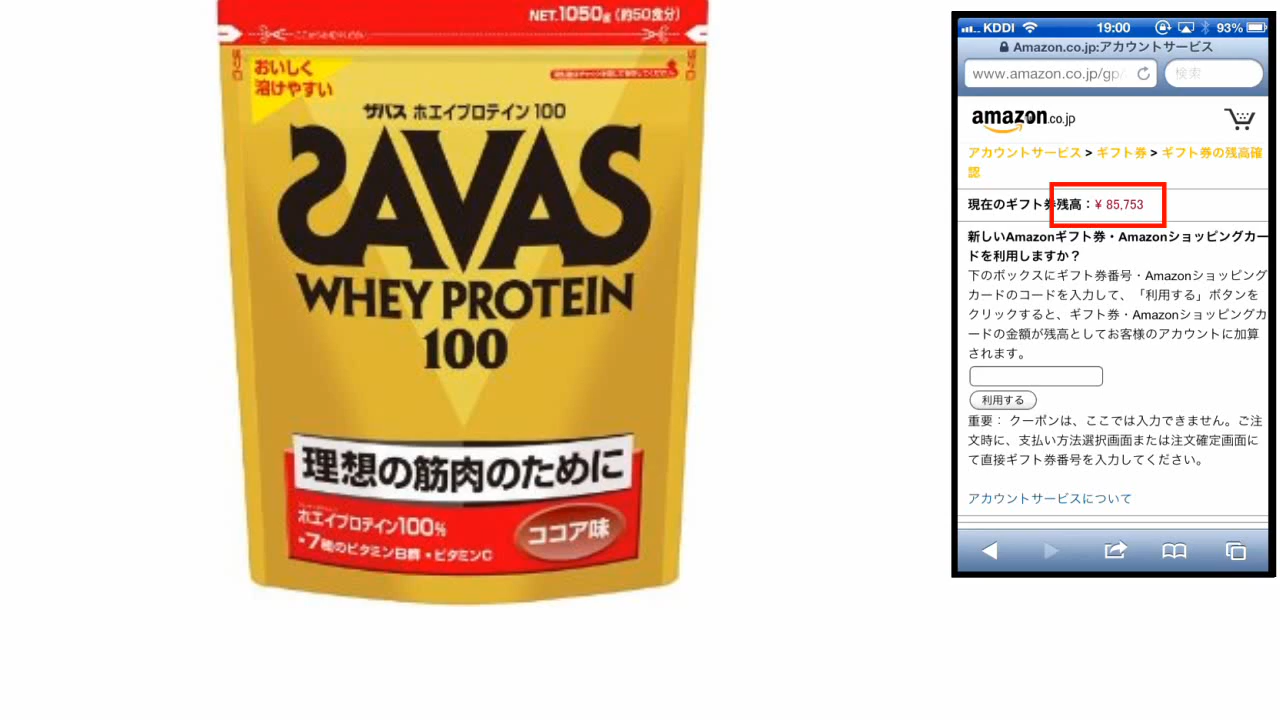 NET.1050g (約50食分)
おいしく
溶けやすい
ザバス ホエイプロテイン 100
SAVAS
WHEY PROTEIN
100
理想の筋肉のために
ホエイプロテイン100%
・7種のビタミンB群・ビタミンC
ココア味
KDDI 19:00 93%
Amazon.co.jp:アカウントサービス
www.amazon.co.jp/gp/ 検索
amazon.co.jp
アカウントサービス > ギフト券 > ギフト券の残高確
認
現在のギフト券残高：¥ 85,753
新しいAmazonギフト券・Amazonショッピングカー
ドを利用しますか？
下のボックスにギフト券番号・Amazonショッピング
カードのコードを入力して、「利用する」ボタンを
クリックすると、ギフト券・Amazonショッピングカ
ードの金額が残高としてお客様のアカウントに加算
されます。
利用する
重要： クーポンは、ここでは入力できません。ご注
文時に、支払い方法選択画面または注文確定画面に
て直接ギフト券番号を入力してください。
アカウントサービスについて